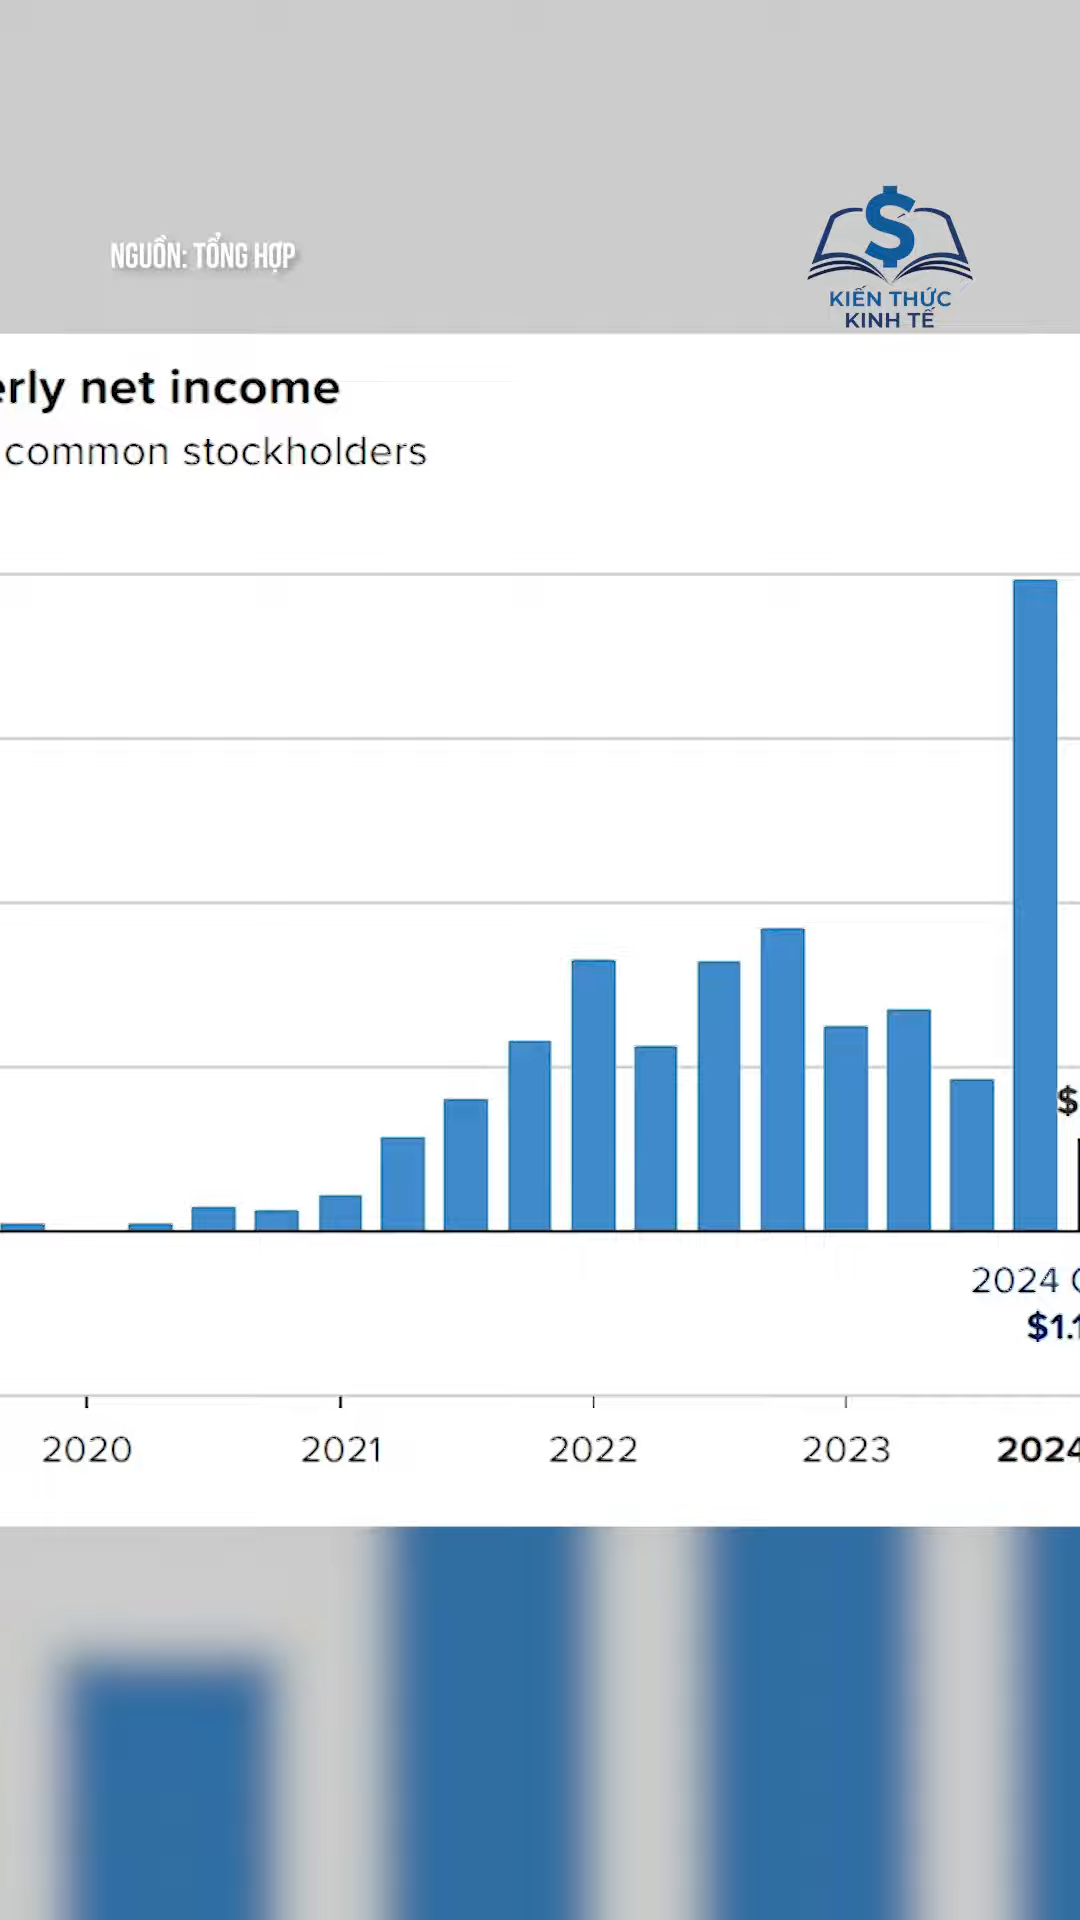 NGUỒN: TỔNG HỢP
KIẾN THỨC
KINH TẾ
erly net income
common stockholders
$
2024
$1.1
2020
2021
2022
2023
2024